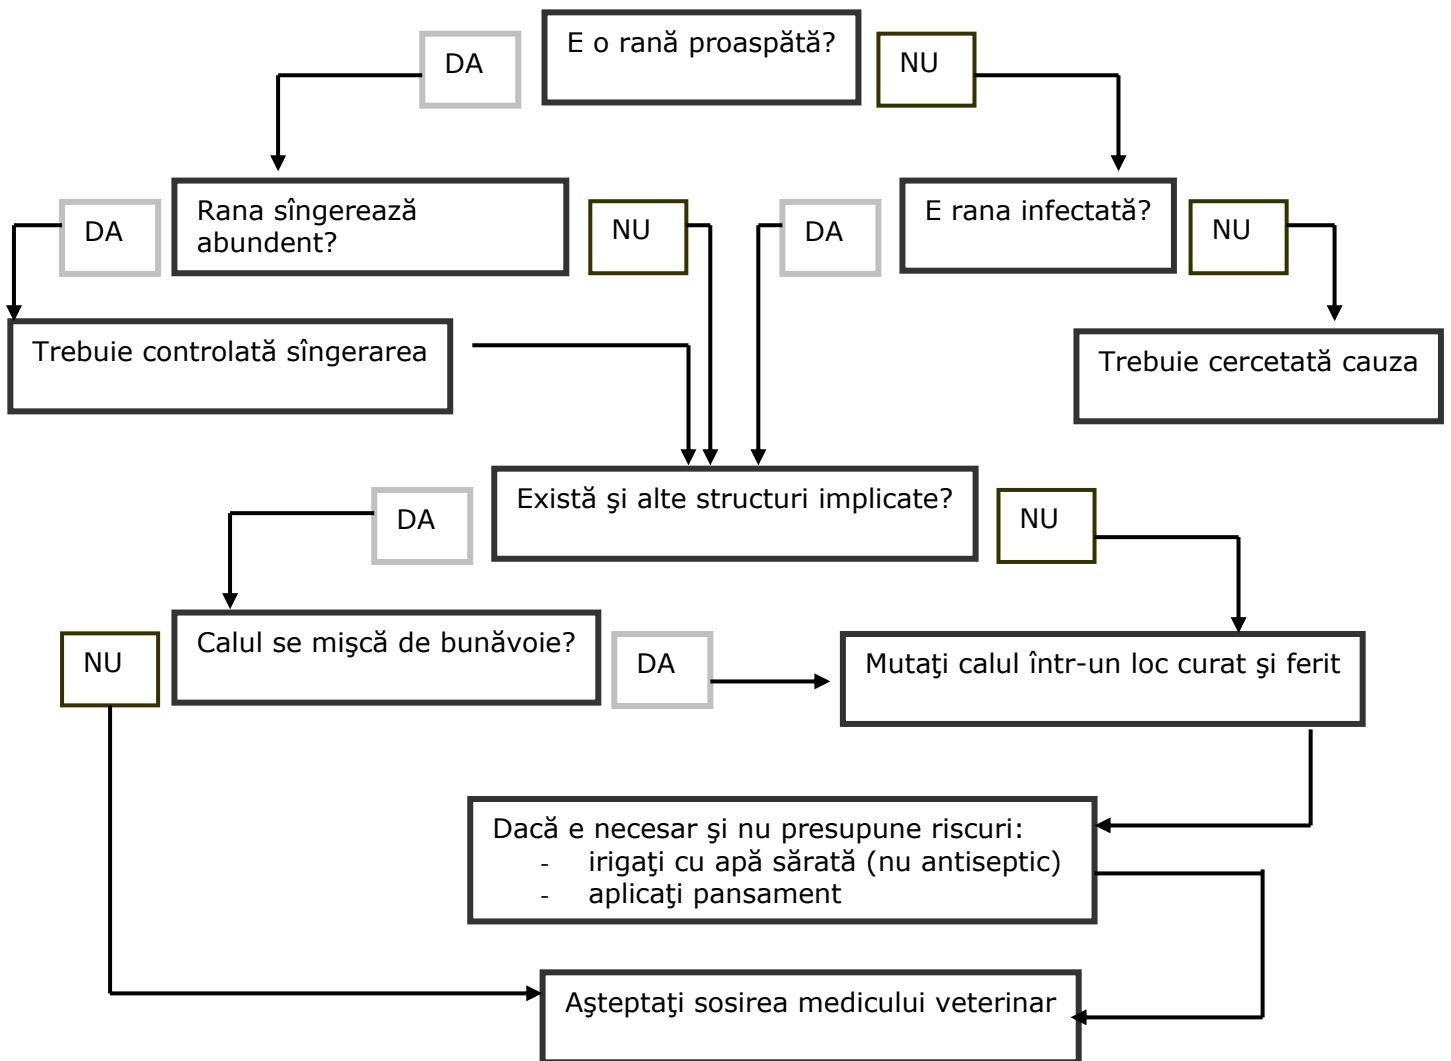 E o rană proaspătă?
DA
NU
Rana sîngerează
abundent?
DA
NU
E rana infectată?
DA
NU
Trebuie controlată sîngerarea
Trebuie cercetată cauza
Există şi alte structuri implicate?
DA
NU
Calul se mişcă de bunăvoie?
NU
DA
Mutaţi calul într-un loc curat şi ferit
Dacă e necesar şi nu presupune riscuri:
- irigaţi cu apă sărată (nu antiseptic)
- aplicaţi pansament
Aşteptaţi sosirea medicului veterinar